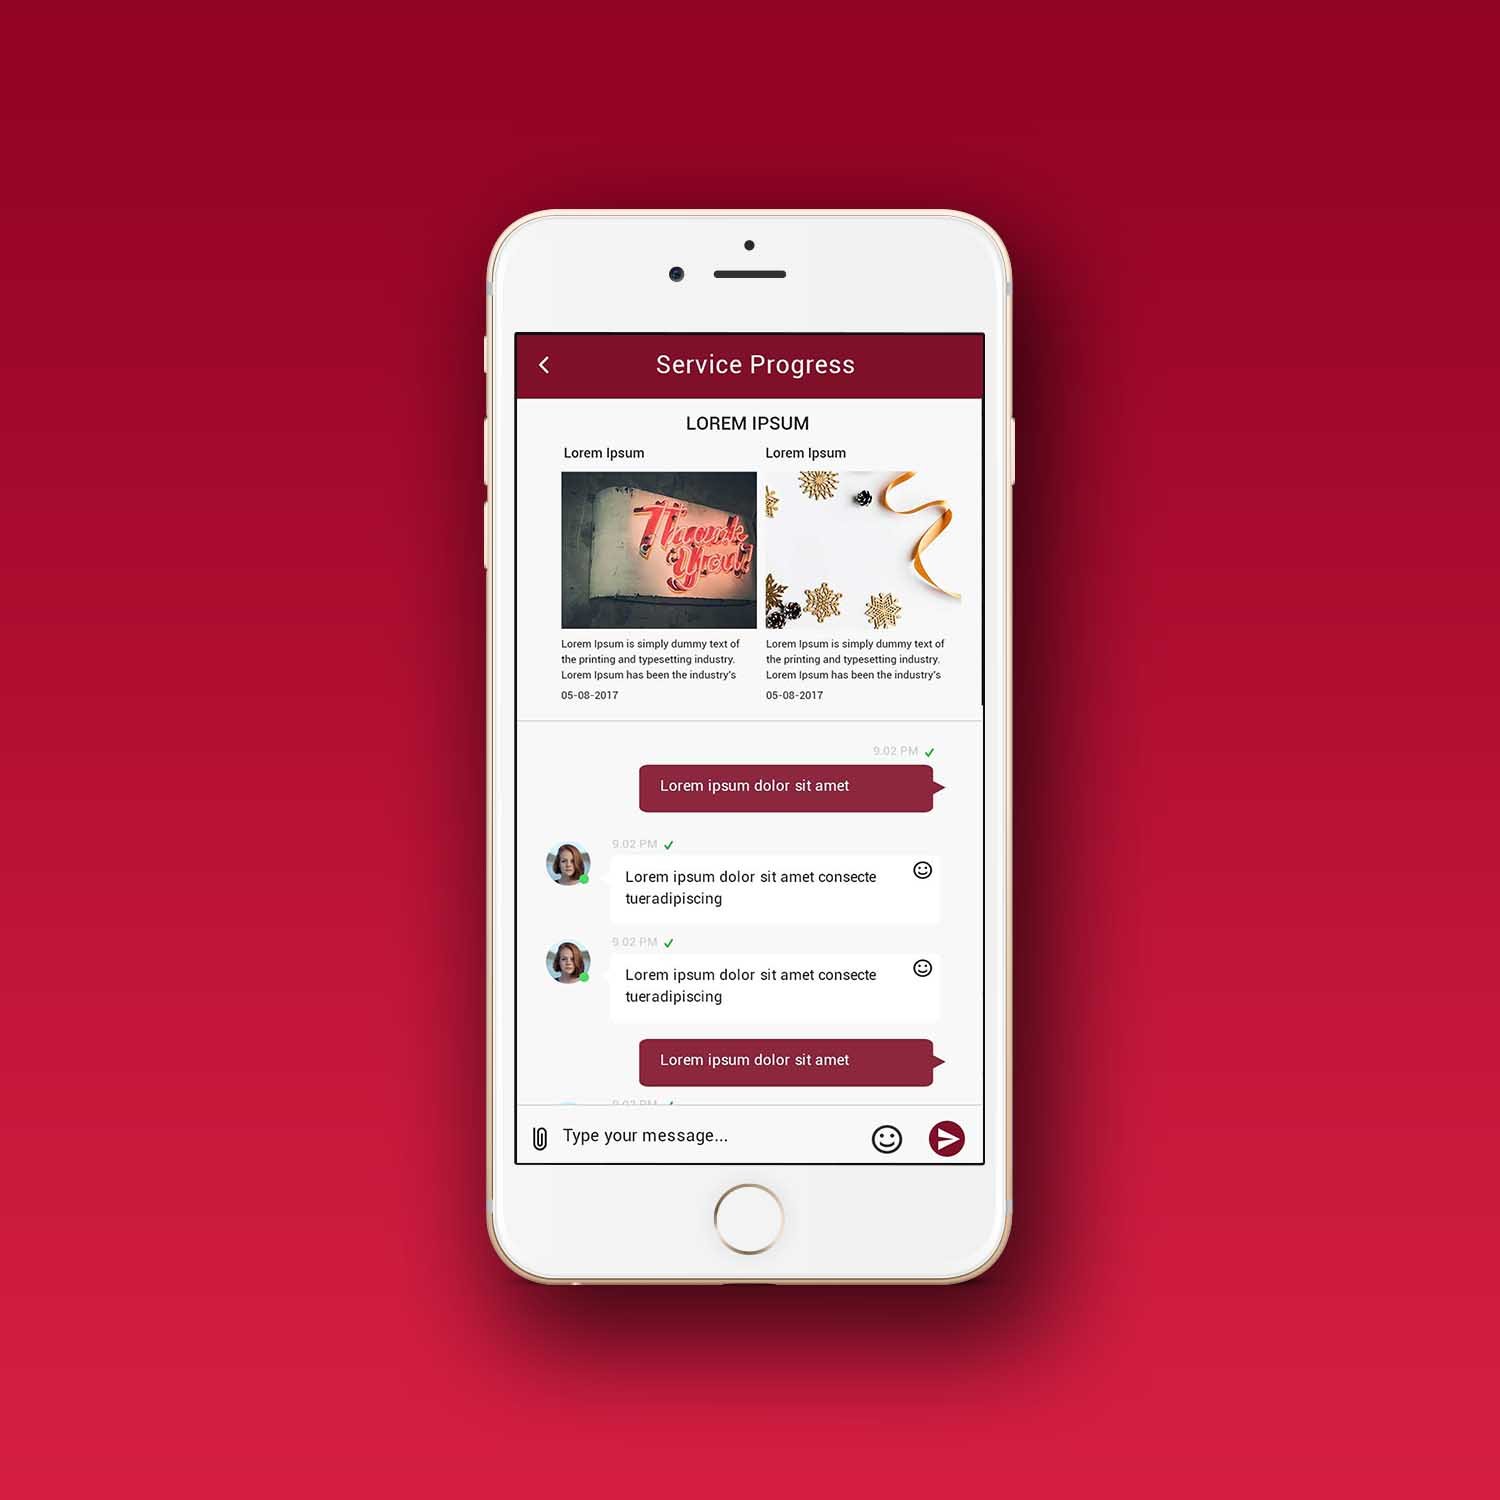 Service Progress
LOREM IPSUM
Lorem Ipsum
Lorem Ipsum
Thank
You!
Lorem Ipsum is simply dummy text of
the printing and typesetting industry.
Lorem Ipsum has been the industry's
05-08-2017
Lorem Ipsum is simply dummy text of
the printing and typesetting industry.
Lorem Ipsum has been the industry's
05-08-2017
9.02 PM
Lorem ipsum dolor sit amet
9.02 PM
Lorem ipsum dolor sit amet consecte
tueradipiscing
9.02 PM
Lorem ipsum dolor sit amet consecte
tueradipiscing
Lorem ipsum dolor sit amet
9.02 PM
Type your message...